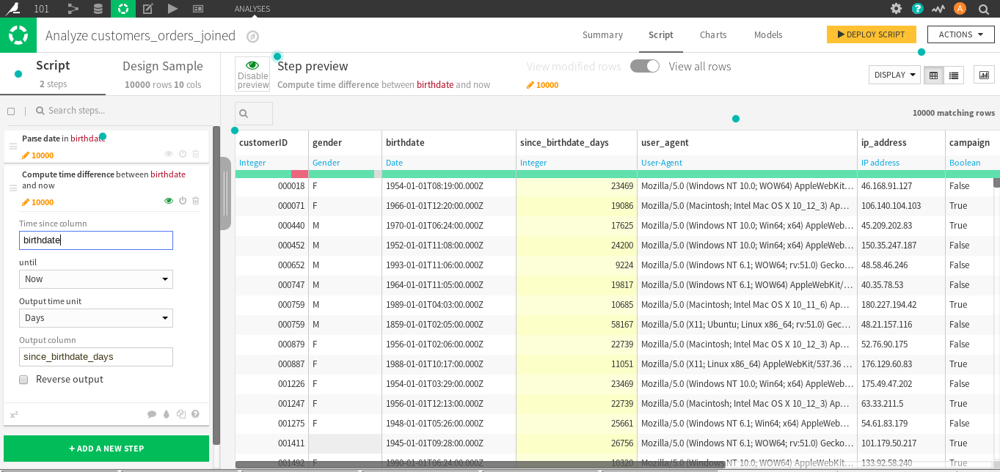 101
ANALYSES
A
Analyze customers_orders_joined
Summary Script Charts Models
DEPLOY SCRIPT
ACTIONS
Script
2 steps
Design Sample
10000 rows 10 cols
Disable preview
Step preview
Compute time difference between birthdate and now
View modified rows View all rows
10000
DISPLAY
Search steps...
10000 matching rows
Parse date in birthdate
10000
Compute time difference between birthdate
and now
10000
Time since column
birthdate
until
Now
Output time unit
Days
Output column
since_birthdate_days
Reverse output
x²
+ ADD A NEW STEP
customerID gender birthdate since_birthdate_days user_agent ip_address campaign
Integer Gender Date Integer User-Agent IP address Boolean
000018 F 1954-01-01T08:19:00.000Z 23469 Mozilla/5.0 (Windows NT 10.0; WOW64) AppleWebKit... 46.168.91.127 False
000071 F 1966-01-01T12:20:00.000Z 19086 Mozilla/5.0 (Macintosh; Intel Mac OS X 10_12_3) Ap... 106.140.104.103 True
000440 M 1970-01-01T06:24:00.000Z 17625 Mozilla/5.0 (Windows NT 10.0; Win64; x64) AppleWeb... 45.209.202.83 True
000452 M 1952-01-01T11:08:00.000Z 24200 Mozilla/5.0 (Windows NT 10.0; Win64; x64) AppleWeb... 150.35.247.187 False
000652 M 1993-01-01T11:06:00.000Z 9224 Mozilla/5.0 (Windows NT 6.1; WOW64; rv:51.0) Gecko... 48.58.46.246 False
000747 M 1964-01-01T11:05:00.000Z 19817 Mozilla/5.0 (Windows NT 6.1; WOW64) AppleWebKit/... 40.35.78.53 False
000759 M 1989-01-01T04:03:00.000Z 10685 Mozilla/5.0 (Macintosh; Intel Mac OS X 10_11_6) Ap... 180.227.194.42 True
000759 M 1859-01-01T02:05:00.000Z 58167 Mozilla/5.0 (X11; Ubuntu; Linux x86_64; rv:51.0) Gec... 48.21.157.116 False
000879 F 1956-01-01T02:06:00.000Z 22739 Mozilla/5.0 (Macintosh; Intel Mac OS X 10_12_3) Ap... 52.76.90.175 False
000887 F 1988-01-01T10:17:00.000Z 11051 Mozilla/5.0 (X11; Linux x86_64) AppleWebKit/537.36 ... 176.129.60.83 True
001226 F 1954-01-01T03:29:00.000Z 23469 Mozilla/5.0 (Windows NT 10.0; Win64; x64) AppleWeb... 175.49.47.202 False
001247 F 1956-01-01T12:13:00.000Z 22739 Mozilla/5.0 (Macintosh; Intel Mac OS X 10_12_3) Ap... 63.33.211.5 True
001275 F 1948-01-01T05:26:00.000Z 25661 Mozilla/5.0 (Windows NT 6.1; Win64; x64) AppleWeb... 54.61.83.179 False
001411 1945-01-01T09:28:00.000Z 26756 Mozilla/5.0 (Windows NT 6.1; WOW64; rv:51.0) Gecko... 101.179.50.217 True
001492 F 1990-01-01T06:24:00.000Z 10320 Mozilla/5.0 (Windows NT 10.0; WOW64) AppleWebKit... 133.92.58.240 True